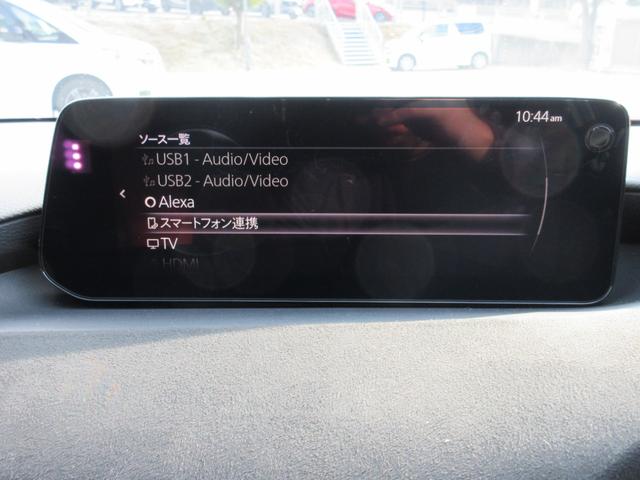 10:44am
ソース一覧
USB1 - Audio/Video
USB2 - Audio/Video
Alexa
スマートフォン連携
TV
HDMI